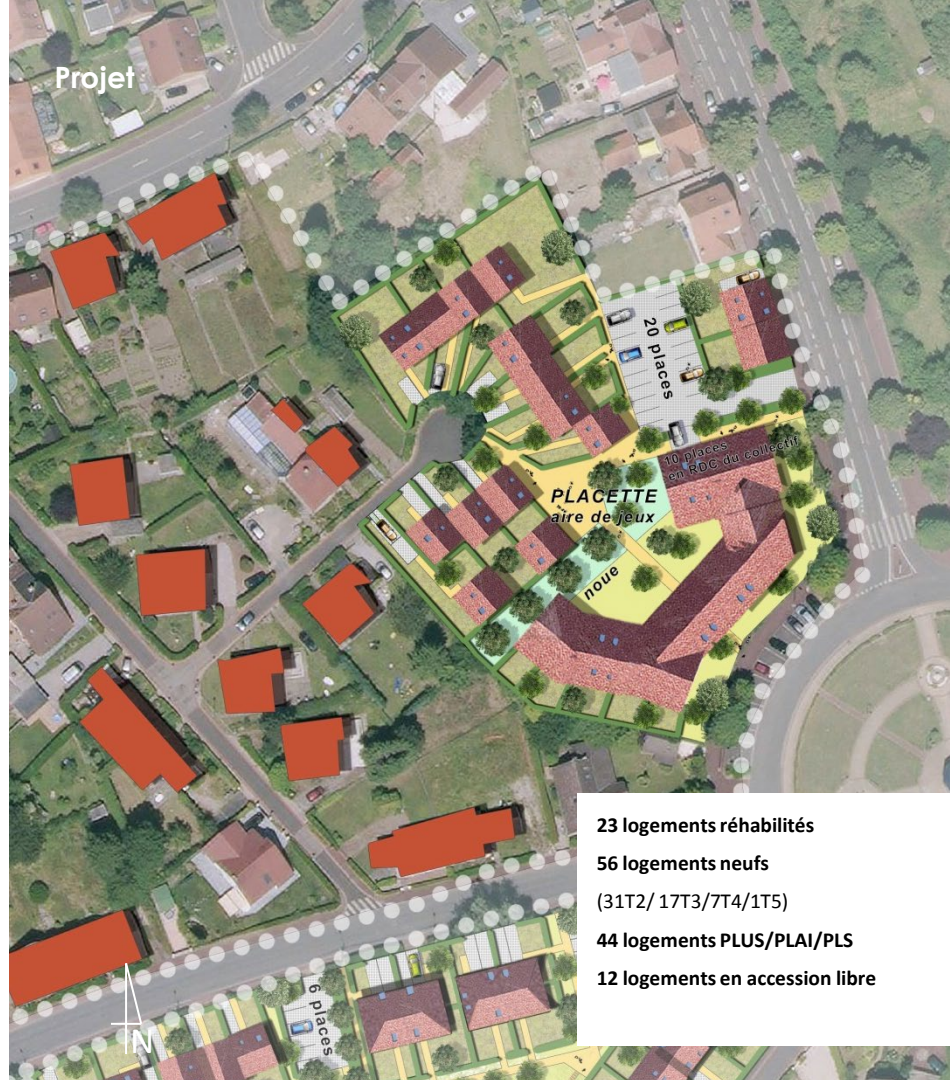 Projet
20 places
10 places
en RDC du collectif
PLACETTE
aire de jeux
noue
23 logements réhabilités
56 logements neufs
(31T2/ 17T3/7T4/1T5)
44 logements PLUS/PLAI/PLS
12 logements en accession libre
6 places
N